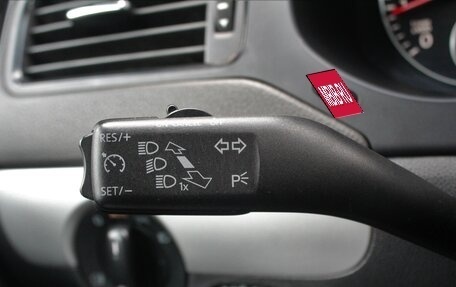 RES/+
SET/-
1x
P